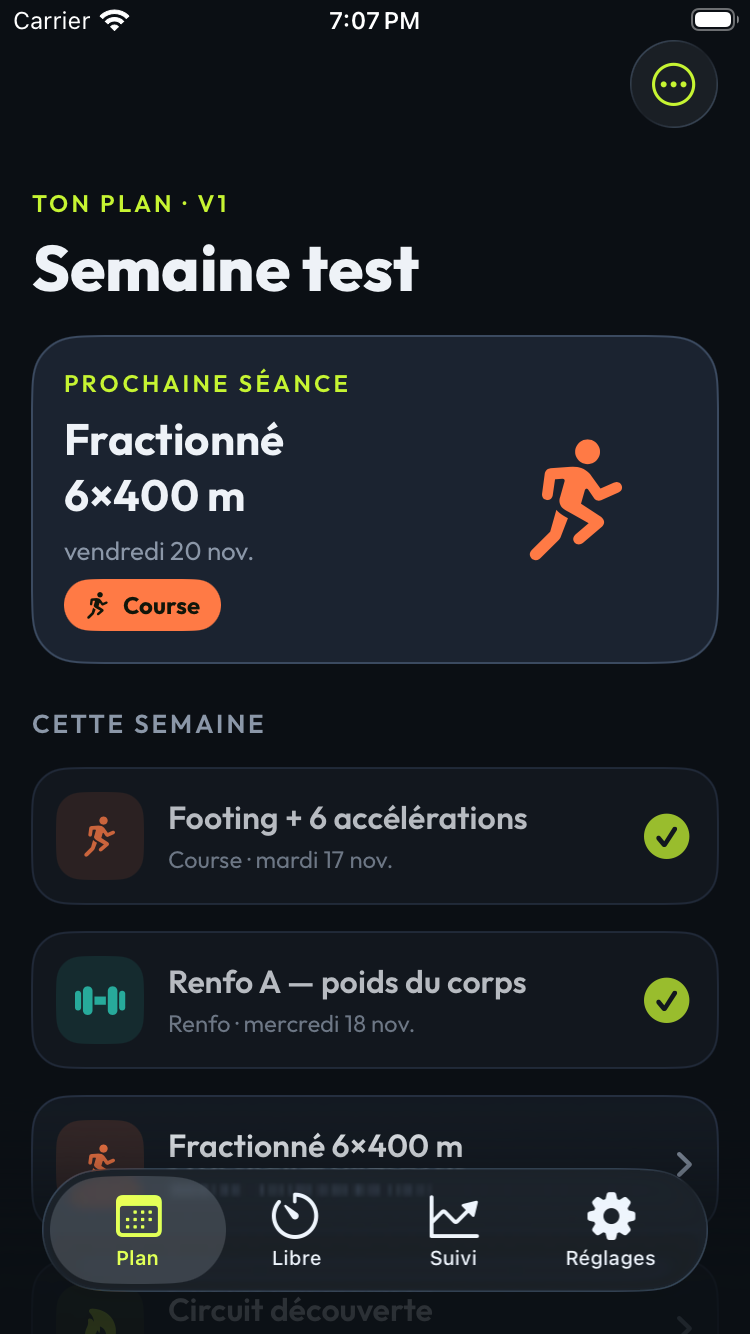 Carrier 7:07 PM
TON PLAN · V1
Semaine test
PROCHAINE SÉANCE
Fractionné
6×400 m
vendredi 20 nov.
Course
CETTE SEMAINE
Footing + 6 accélérations
Course · mardi 17 nov.
Renfo A — poids du corps
Renfo · mercredi 18 nov.
Fractionné 6×400 m
Plan
Libre
Suivi
Réglages
Circuit découverte